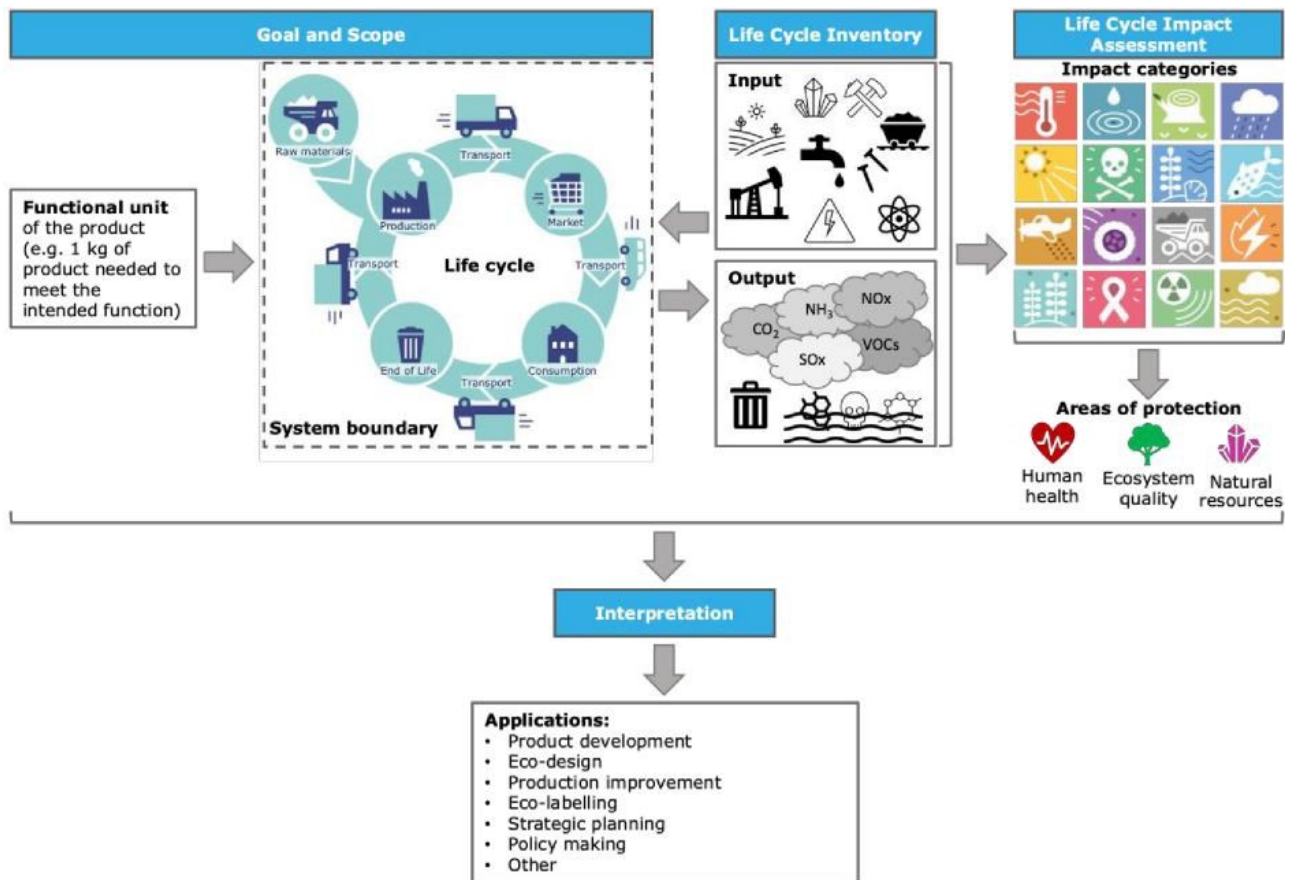 Goal and Scope
Functional unit
of the product
(e.g. 1 kg of
product needed to
meet the
intended function)
Raw materials
Transport
Production
Market
Transport
Life cycle
Transport
End of Life
Consumption
Transport
System boundary
Life Cycle Inventory
Input
Output
CO2
NH3
NOx
SOx
VOCs
Life Cycle Impact
Assessment
Impact categories
Areas of protection
Human
health
Ecosystem
quality
Natural
resources
Interpretation
Applications:
• Product development
• Eco-design
• Production improvement
• Eco-labelling
• Strategic planning
• Policy making
• Other